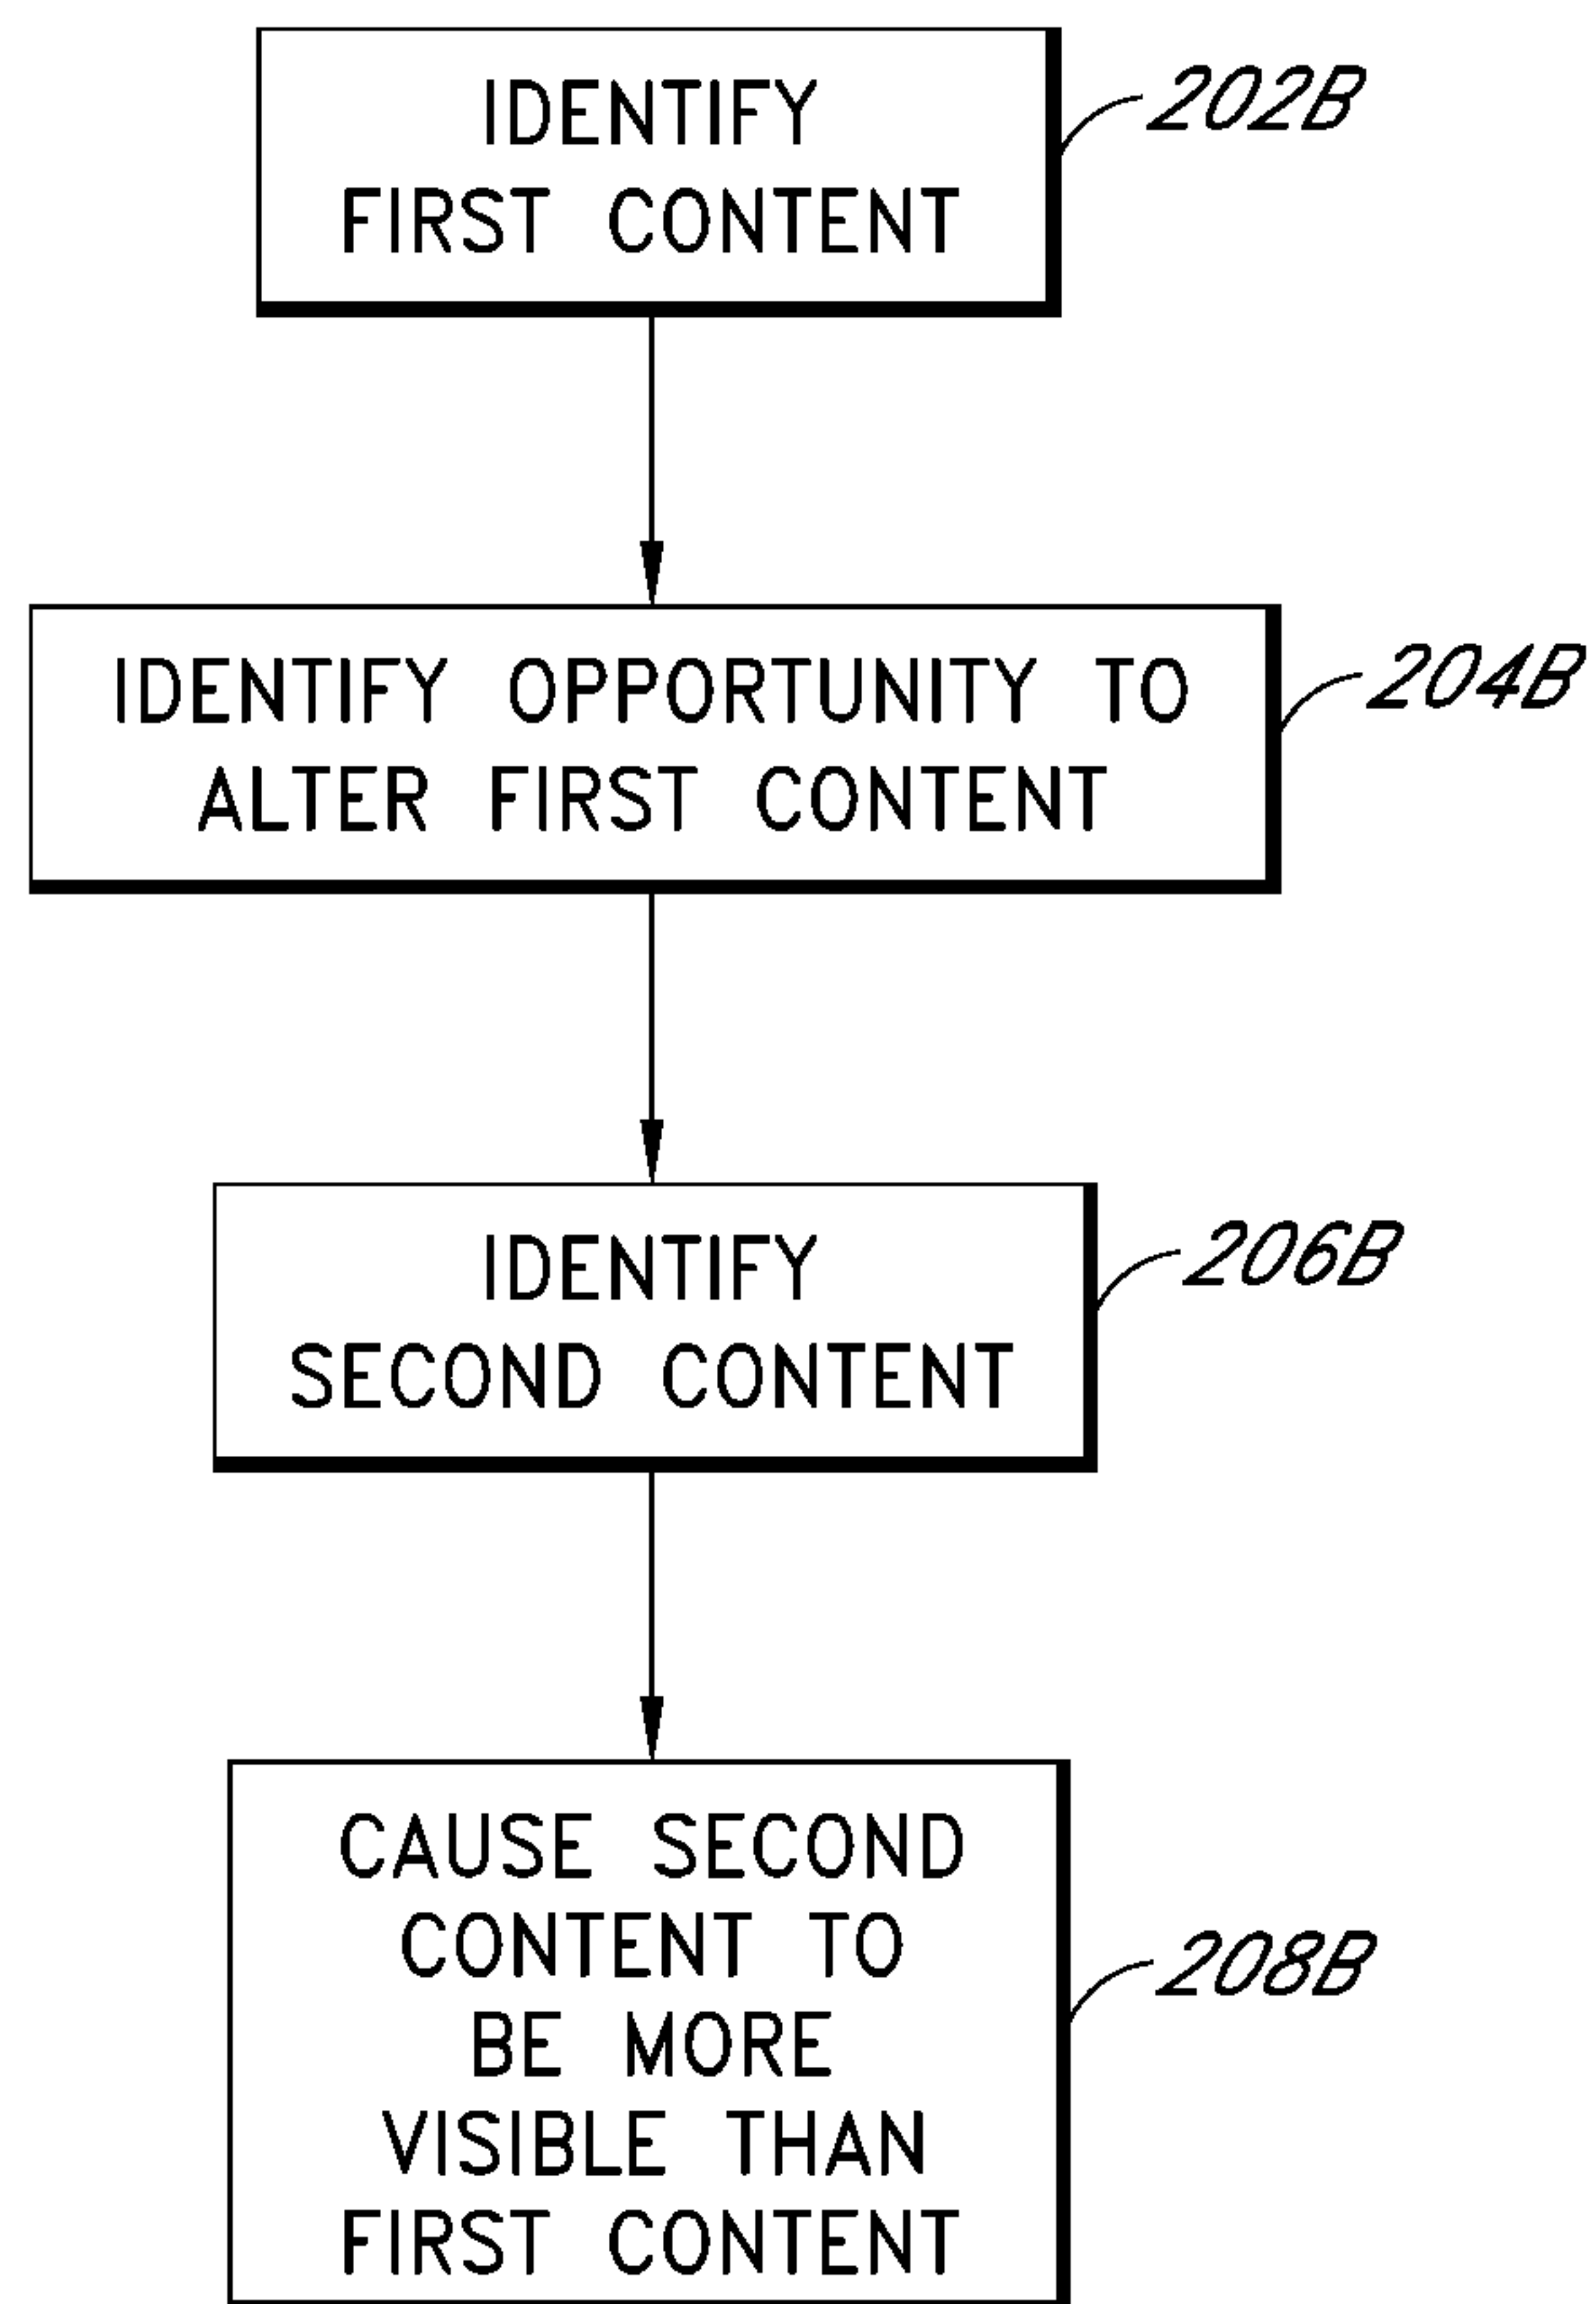 IDENTIFY
FIRST CONTENT
202B
IDENTIFY OPPORTUNITY TO
ALTER FIRST CONTENT
204B
IDENTIFY
SECOND CONTENT
206B
CAUSE SECOND
CONTENT TO
BE MORE
VISIBLE THAN
FIRST CONTENT
208B